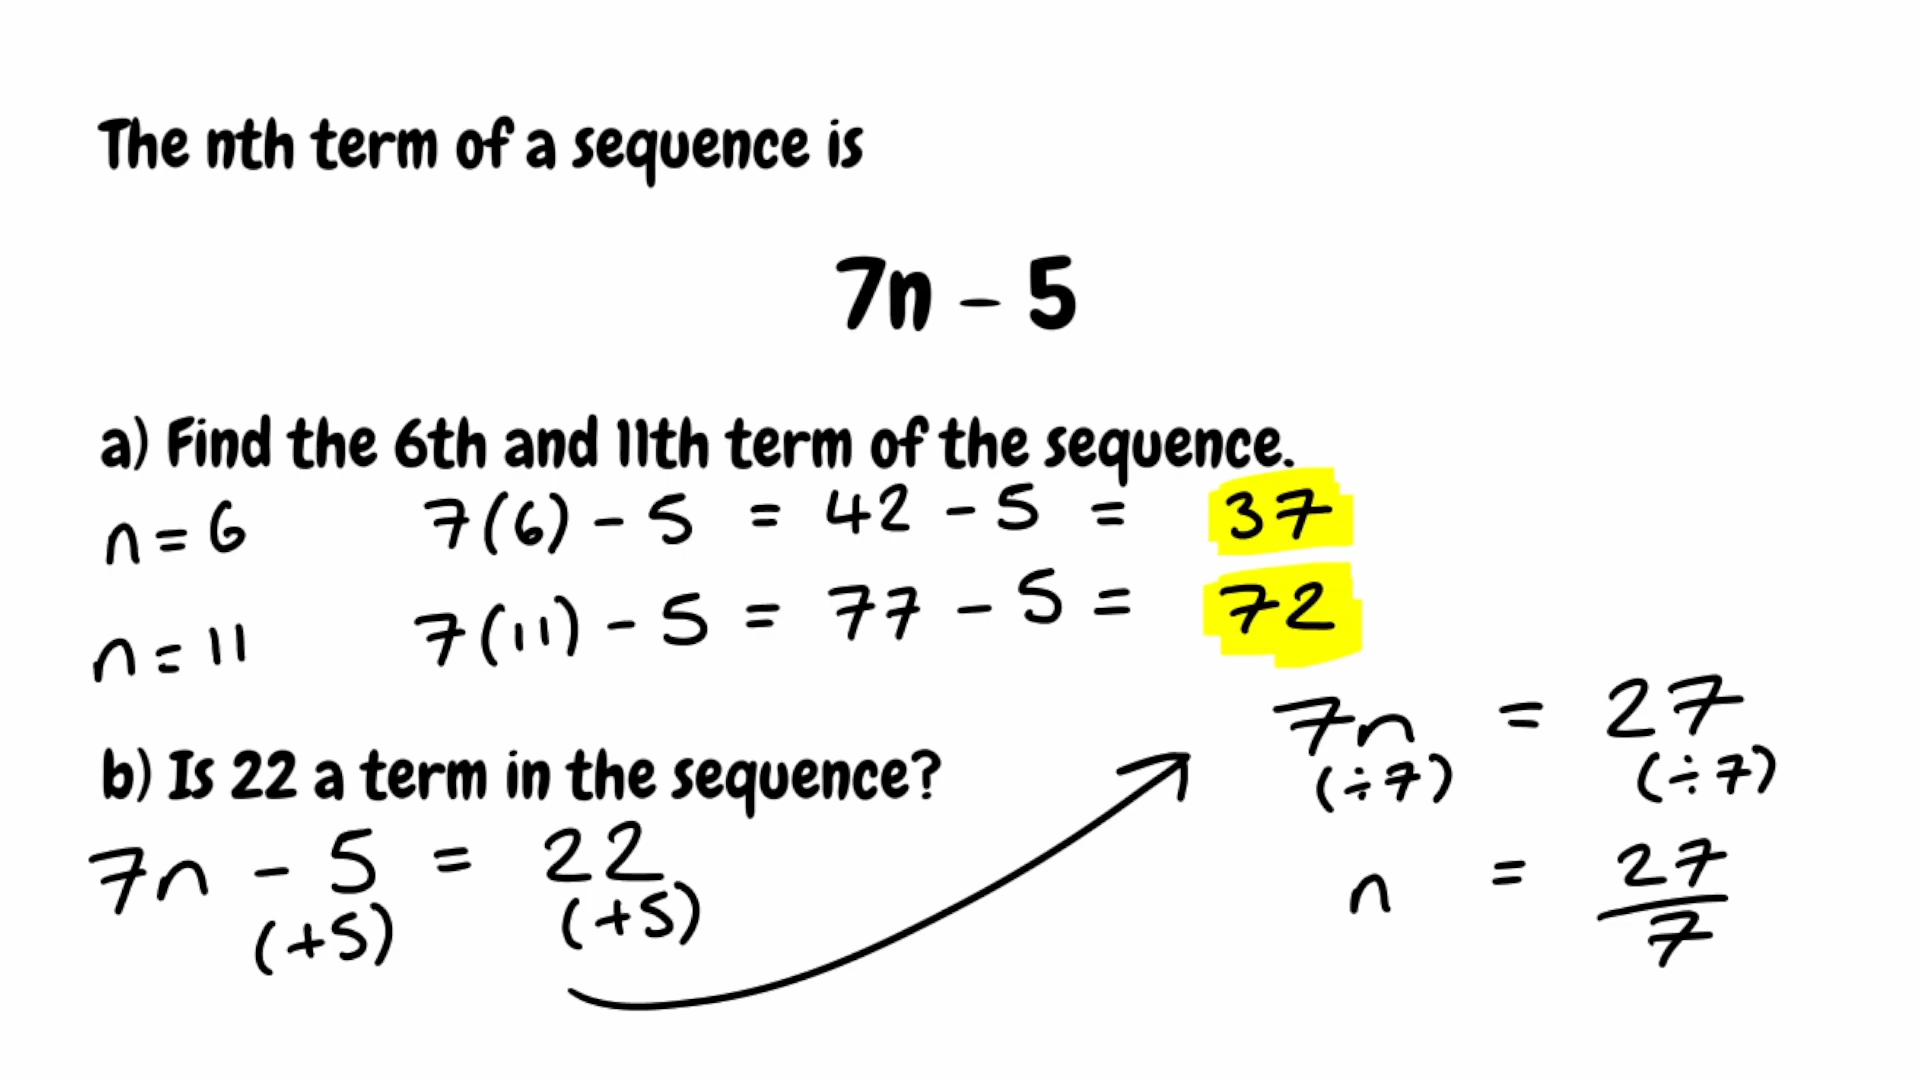 The nth term of a sequence is
7n – 5
a) Find the 6th and 11th term of the sequence.
n = 6 7(6) - 5 = 42 - 5 = 37
n = 11 7(11) - 5 = 77 - 5 = 72
b) Is 22 a term in the sequence?
7n - 5 = 22
(+5) (+5)
7n = 27
(÷7) (÷7)
n = 27/7